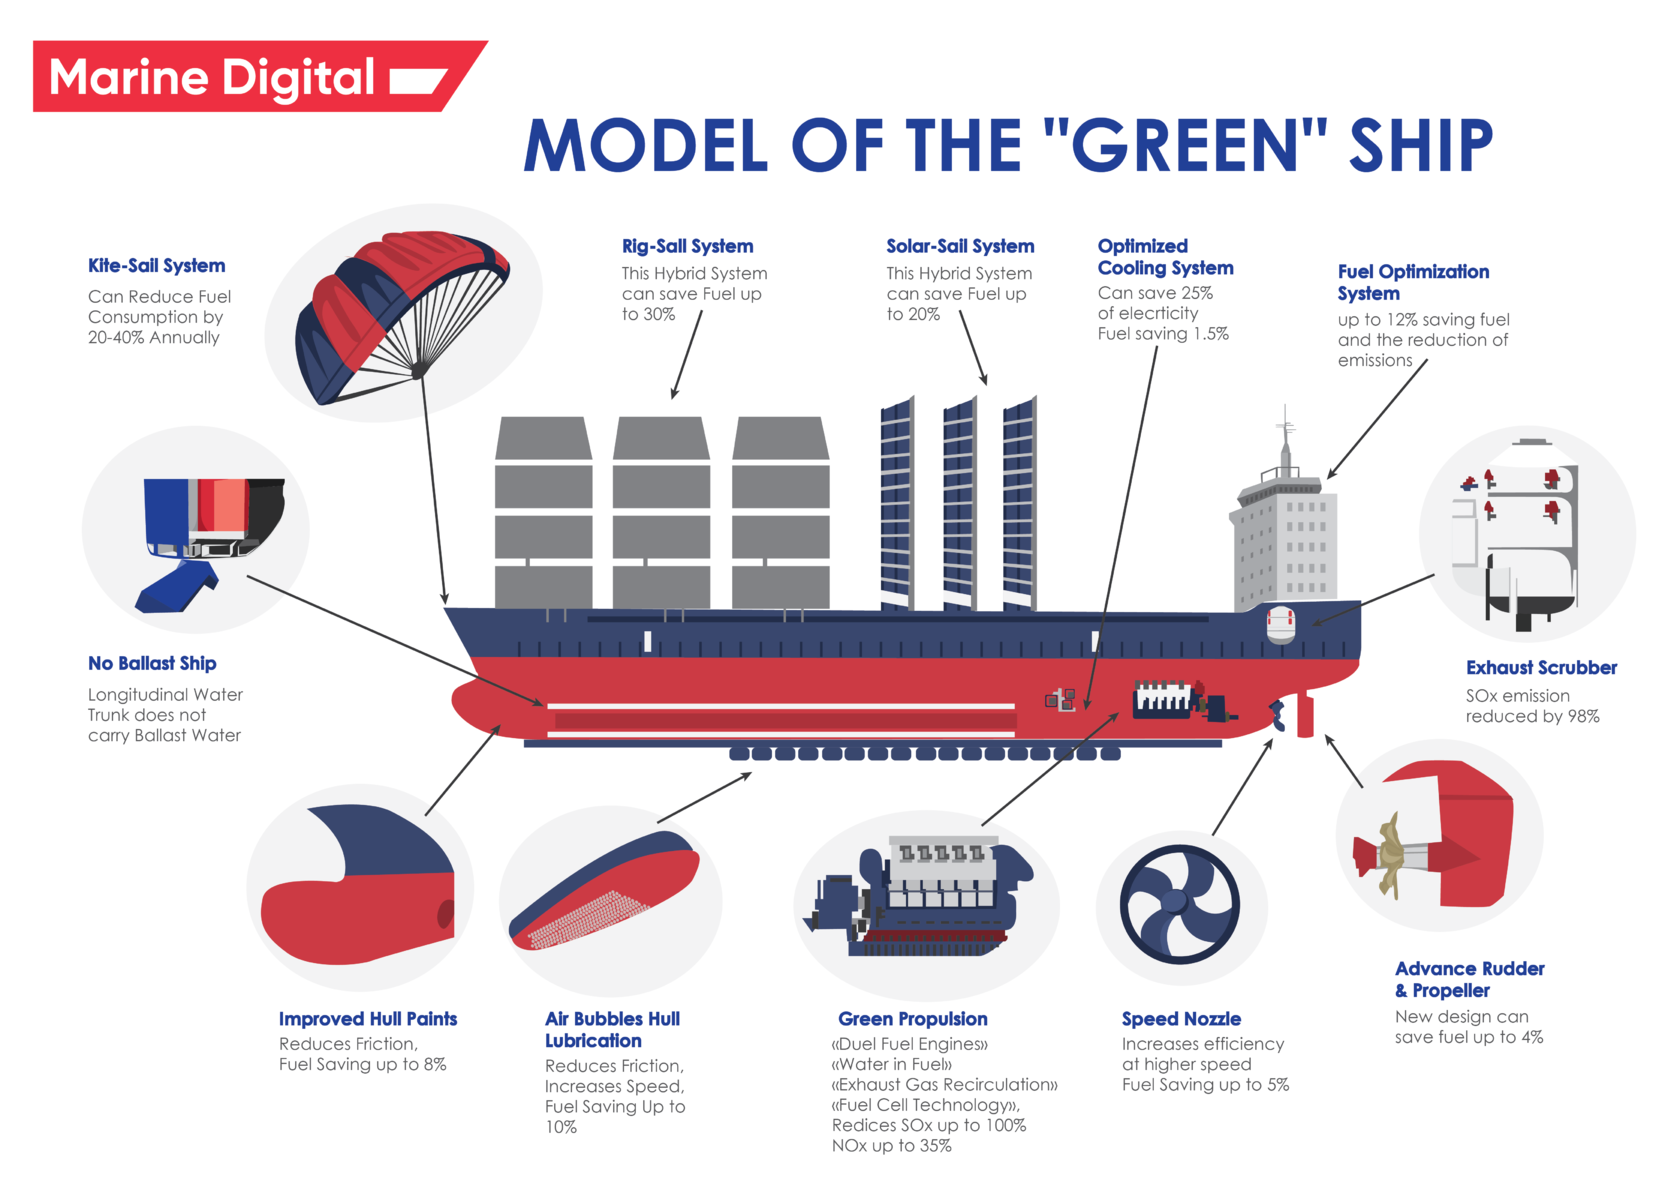 Marine Digital
MODEL OF THE "GREEN" SHIP
Kite-Sail System
Can Reduce Fuel
Consumption by
20-40% Annually
Rig-Sall System
This Hybrid System
can save Fuel up
to 30%
Solar-Sail System
This Hybrid System
can save Fuel up
to 20%
Optimized
Cooling System
Can save 25%
of elecrticity
Fuel saving 1.5%
Fuel Optimization
System
up to 12% saving fuel
and the reduction of
emissions
No Ballast Ship
Longitudinal Water
Trunk does not
carry Ballast Water
Exhaust Scrubber
SOx emission
reduced by 98%
Improved Hull Paints
Reduces Friction,
Fuel Saving up to 8%
Air Bubbles Hull
Lubrication
Reduces Friction,
Increases Speed,
Fuel Saving Up to
10%
Green Propulsion
«Duel Fuel Engines»
«Water in Fuel»
«Exhaust Gas Recirculation»
«Fuel Cell Technology»,
Redices SOx up to 100%
NOx up to 35%
Speed Nozzle
Increases efficiency
at higher speed
Fuel Saving up to 5%
Advance Rudder
& Propeller
New design can
save fuel up to 4%